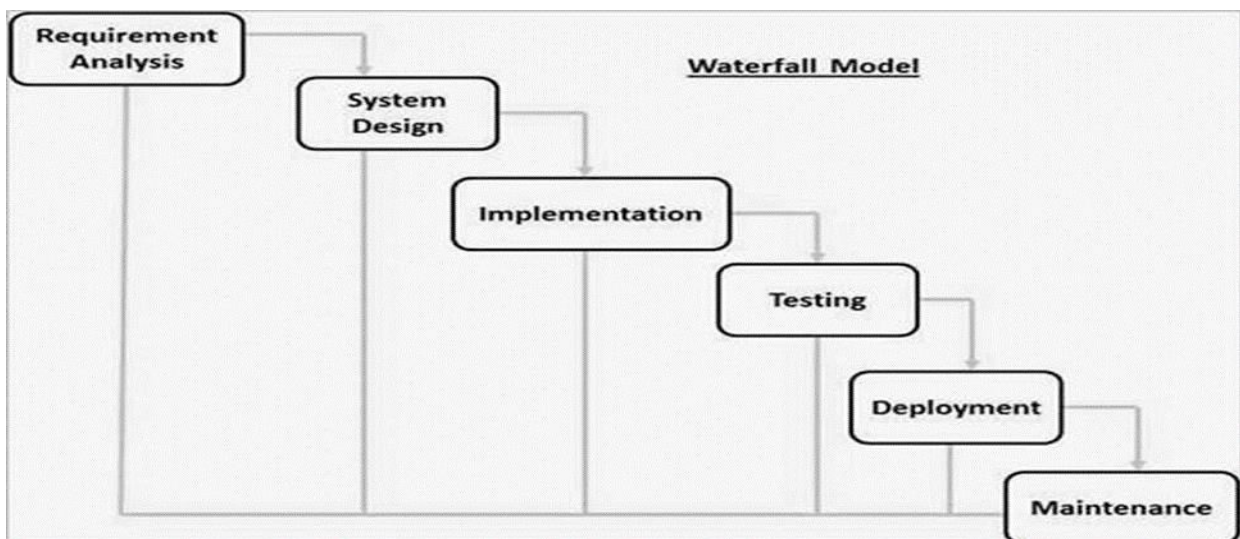 Requirement
Analysis
Waterfall Model
System
Design
Implementation
Testing
Deployment
Maintenance